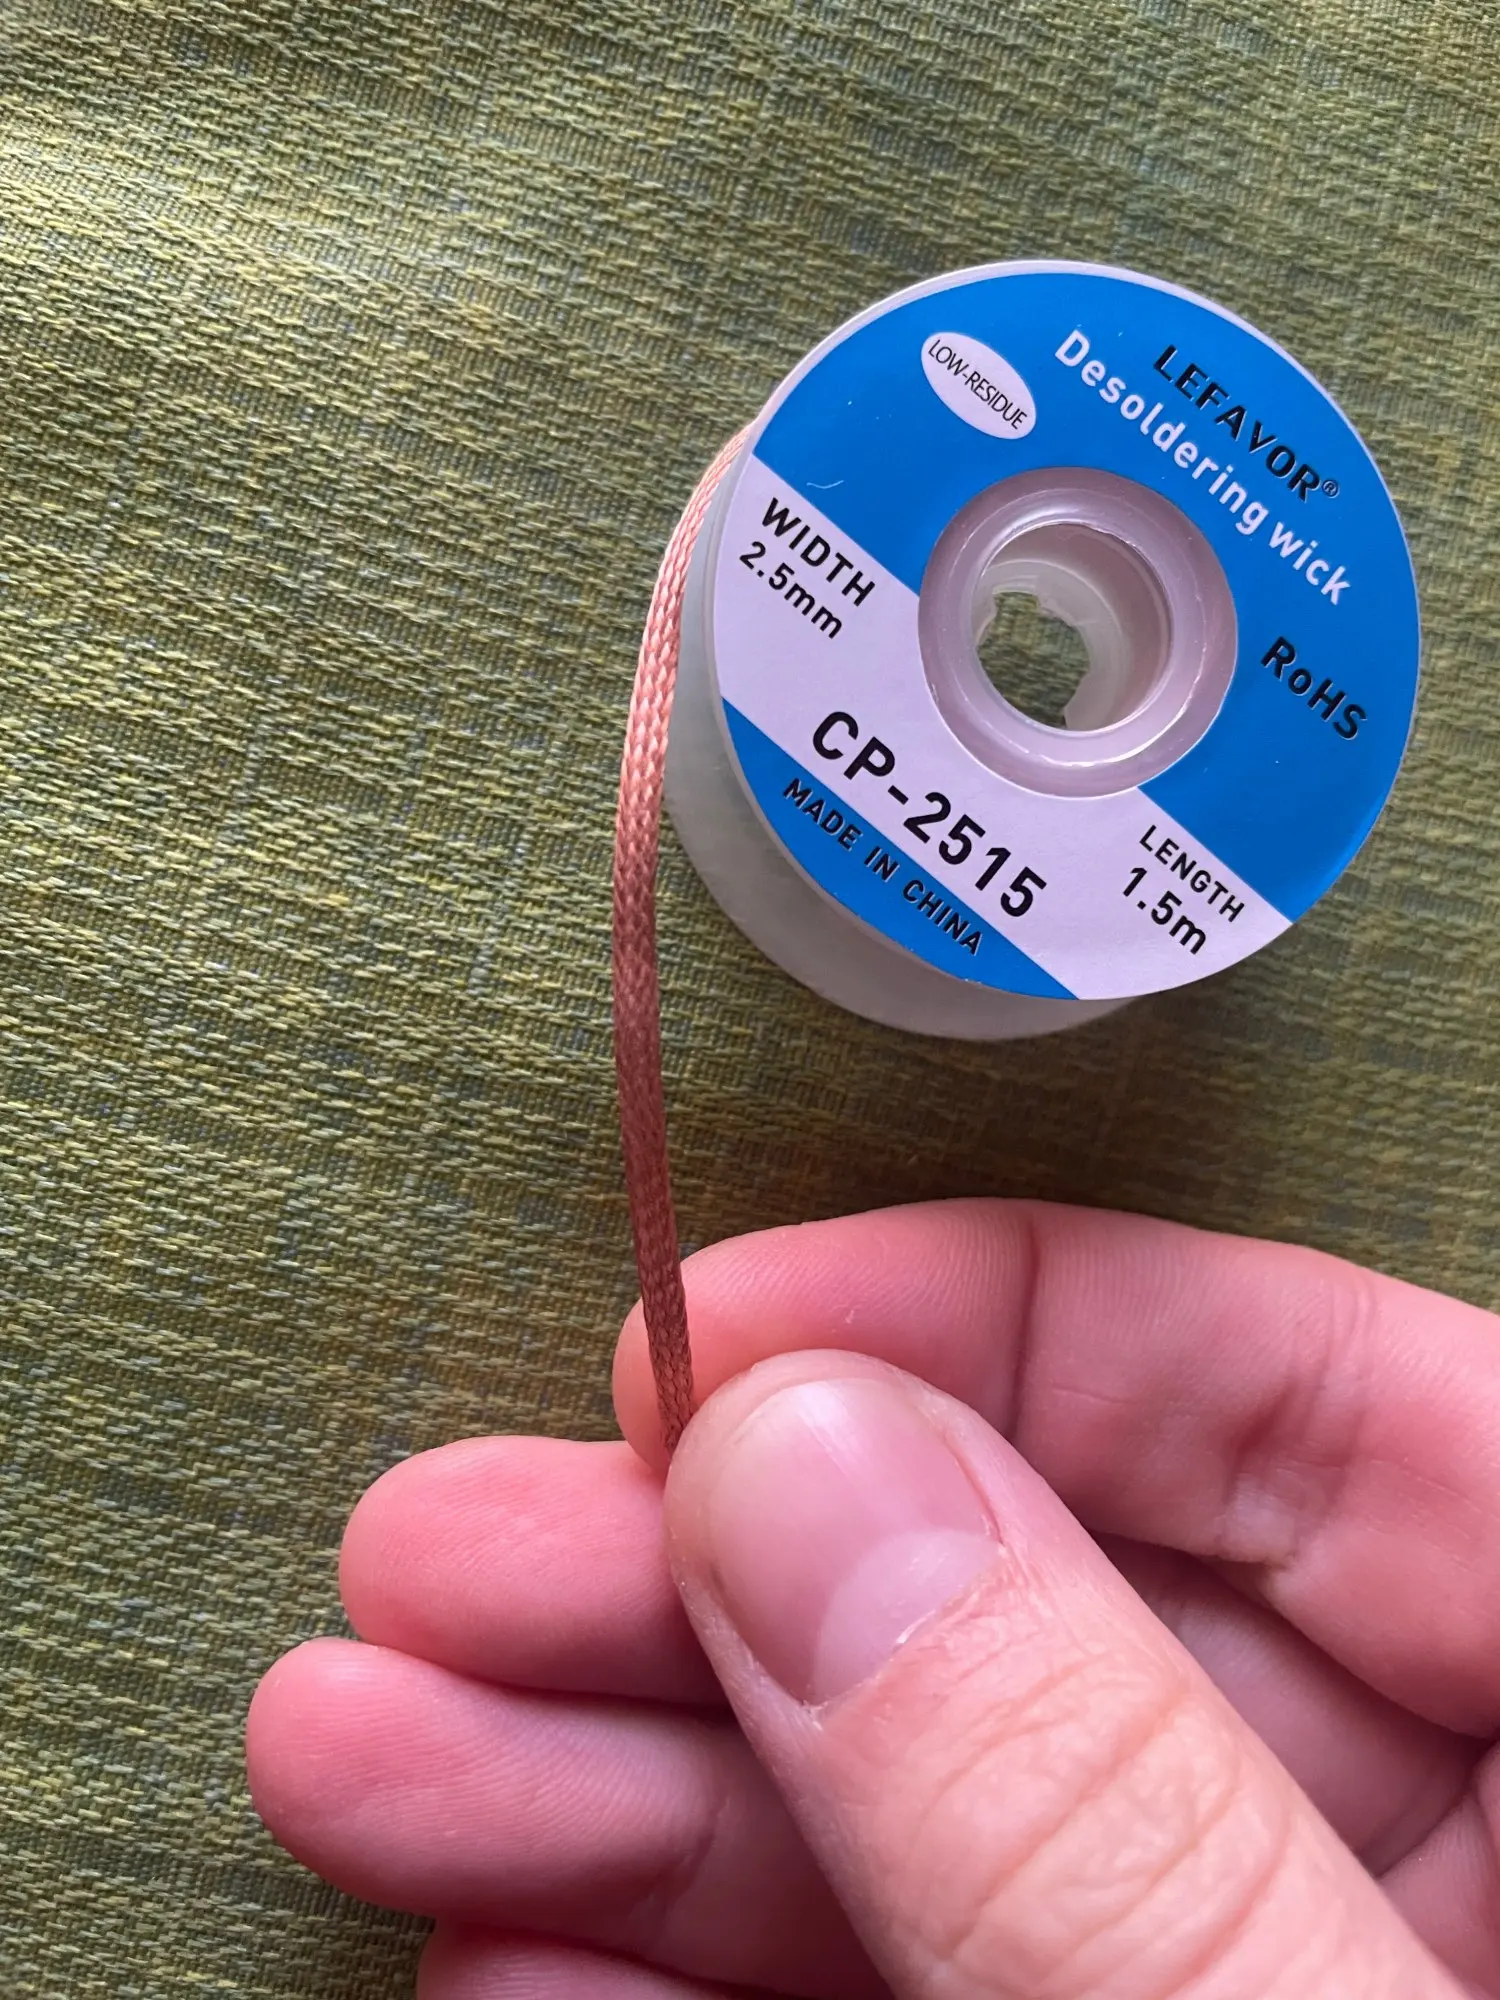 LEFAVOR®
Desoldering wick
LOW-RESIDUE
RoHS
WIDTH
2.5mm
CP-2515
LENGTH
1.5m
MADE IN CHINA